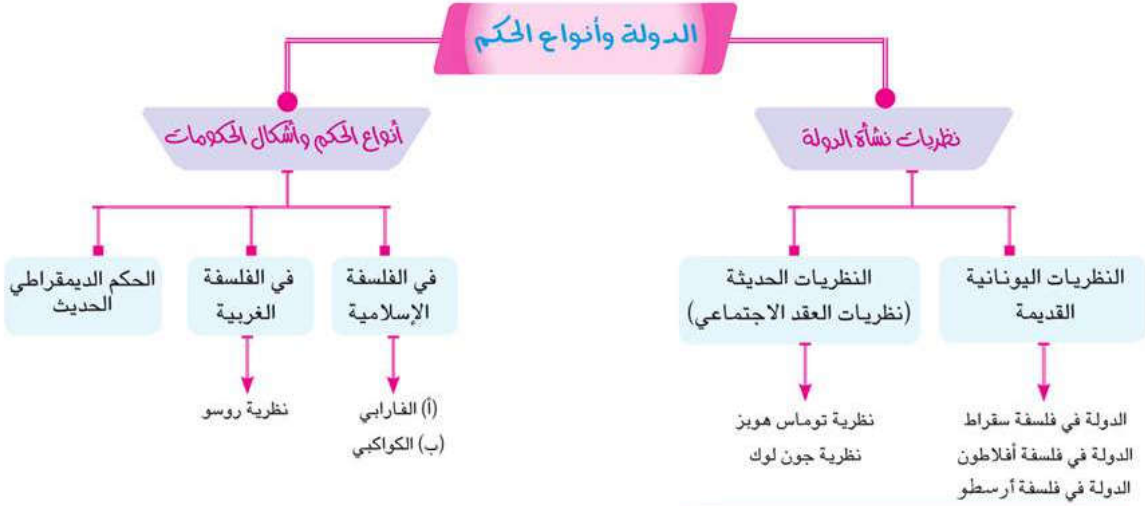 الدولة وأنواع الحكم
نظريات نشأة الدولة
أنواع الحكم وأشكال الحكومات
النظريات اليونانية
القديمة
النظريات الحديثة
(نظريات العقد الاجتماعي)
في الفلسفة
الإسلامية
في الفلسفة
الغربية
الحكم الديمقراطي
الحديث
الدولة في فلسفة سقراط
الدولة في فلسفة أفلاطون
الدولة في فلسفة أرسطو
نظرية توماس هوبز
نظرية جون لوك
(أ) الفارابي
(ب) الكواكبي
نظرية روسو